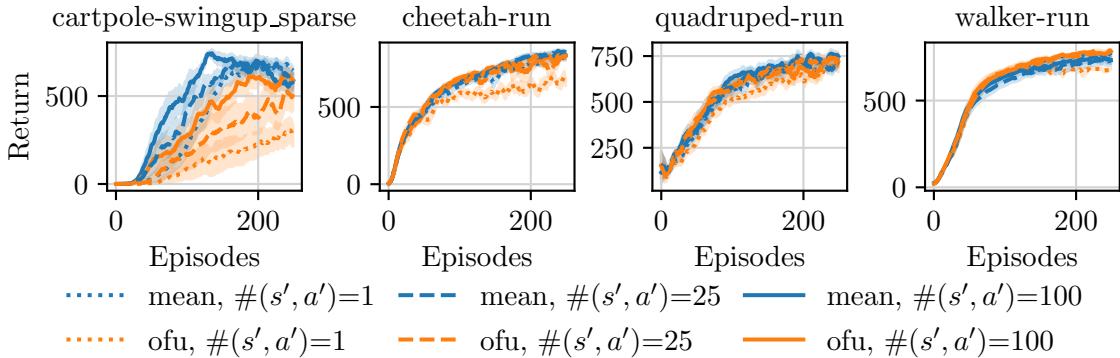 cartpole-swingup_sparse cheetah-run quadruped-run walker-run
Return
500
0
0 200
500
0
0 200
750
500
250
0 200
500
0
0 200
Episodes Episodes Episodes Episodes
mean, #(s′, a′)=1 mean, #(s′, a′)=25 mean, #(s′, a′)=100
ofu, #(s′, a′)=1 ofu, #(s′, a′)=25 ofu, #(s′, a′)=100